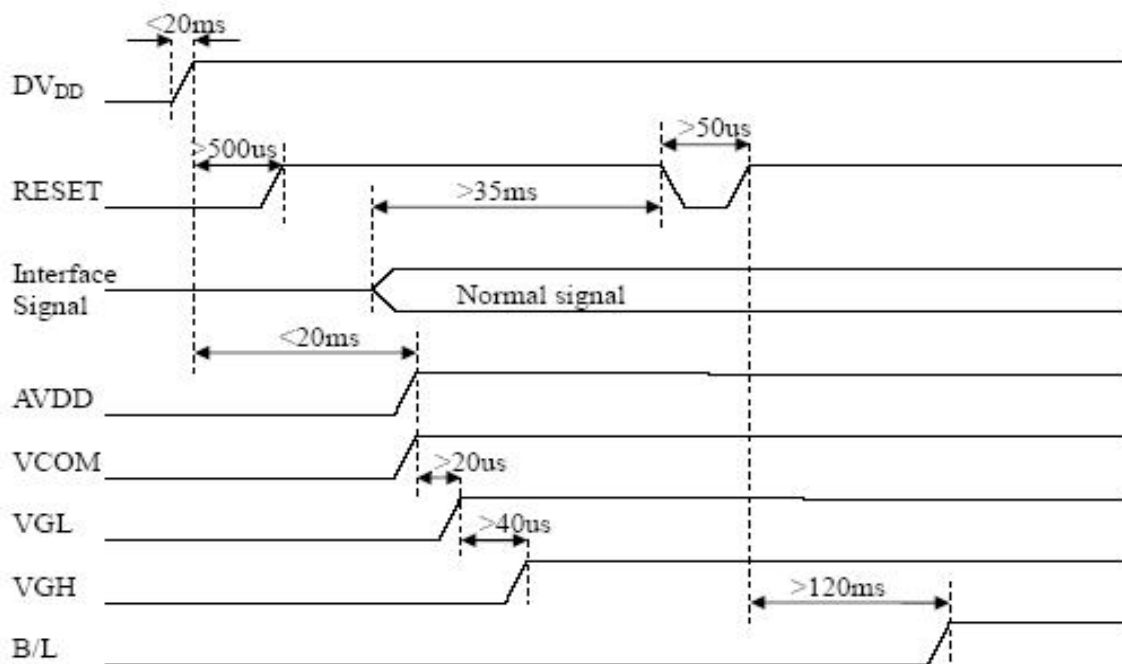 <20ms
DVDD
>500us
>50us
RESET
>35ms
Interface
Signal
Normal signal
<20ms
AVDD
VCOM
>20us
VGL
>40us
VGH
>120ms
B/L